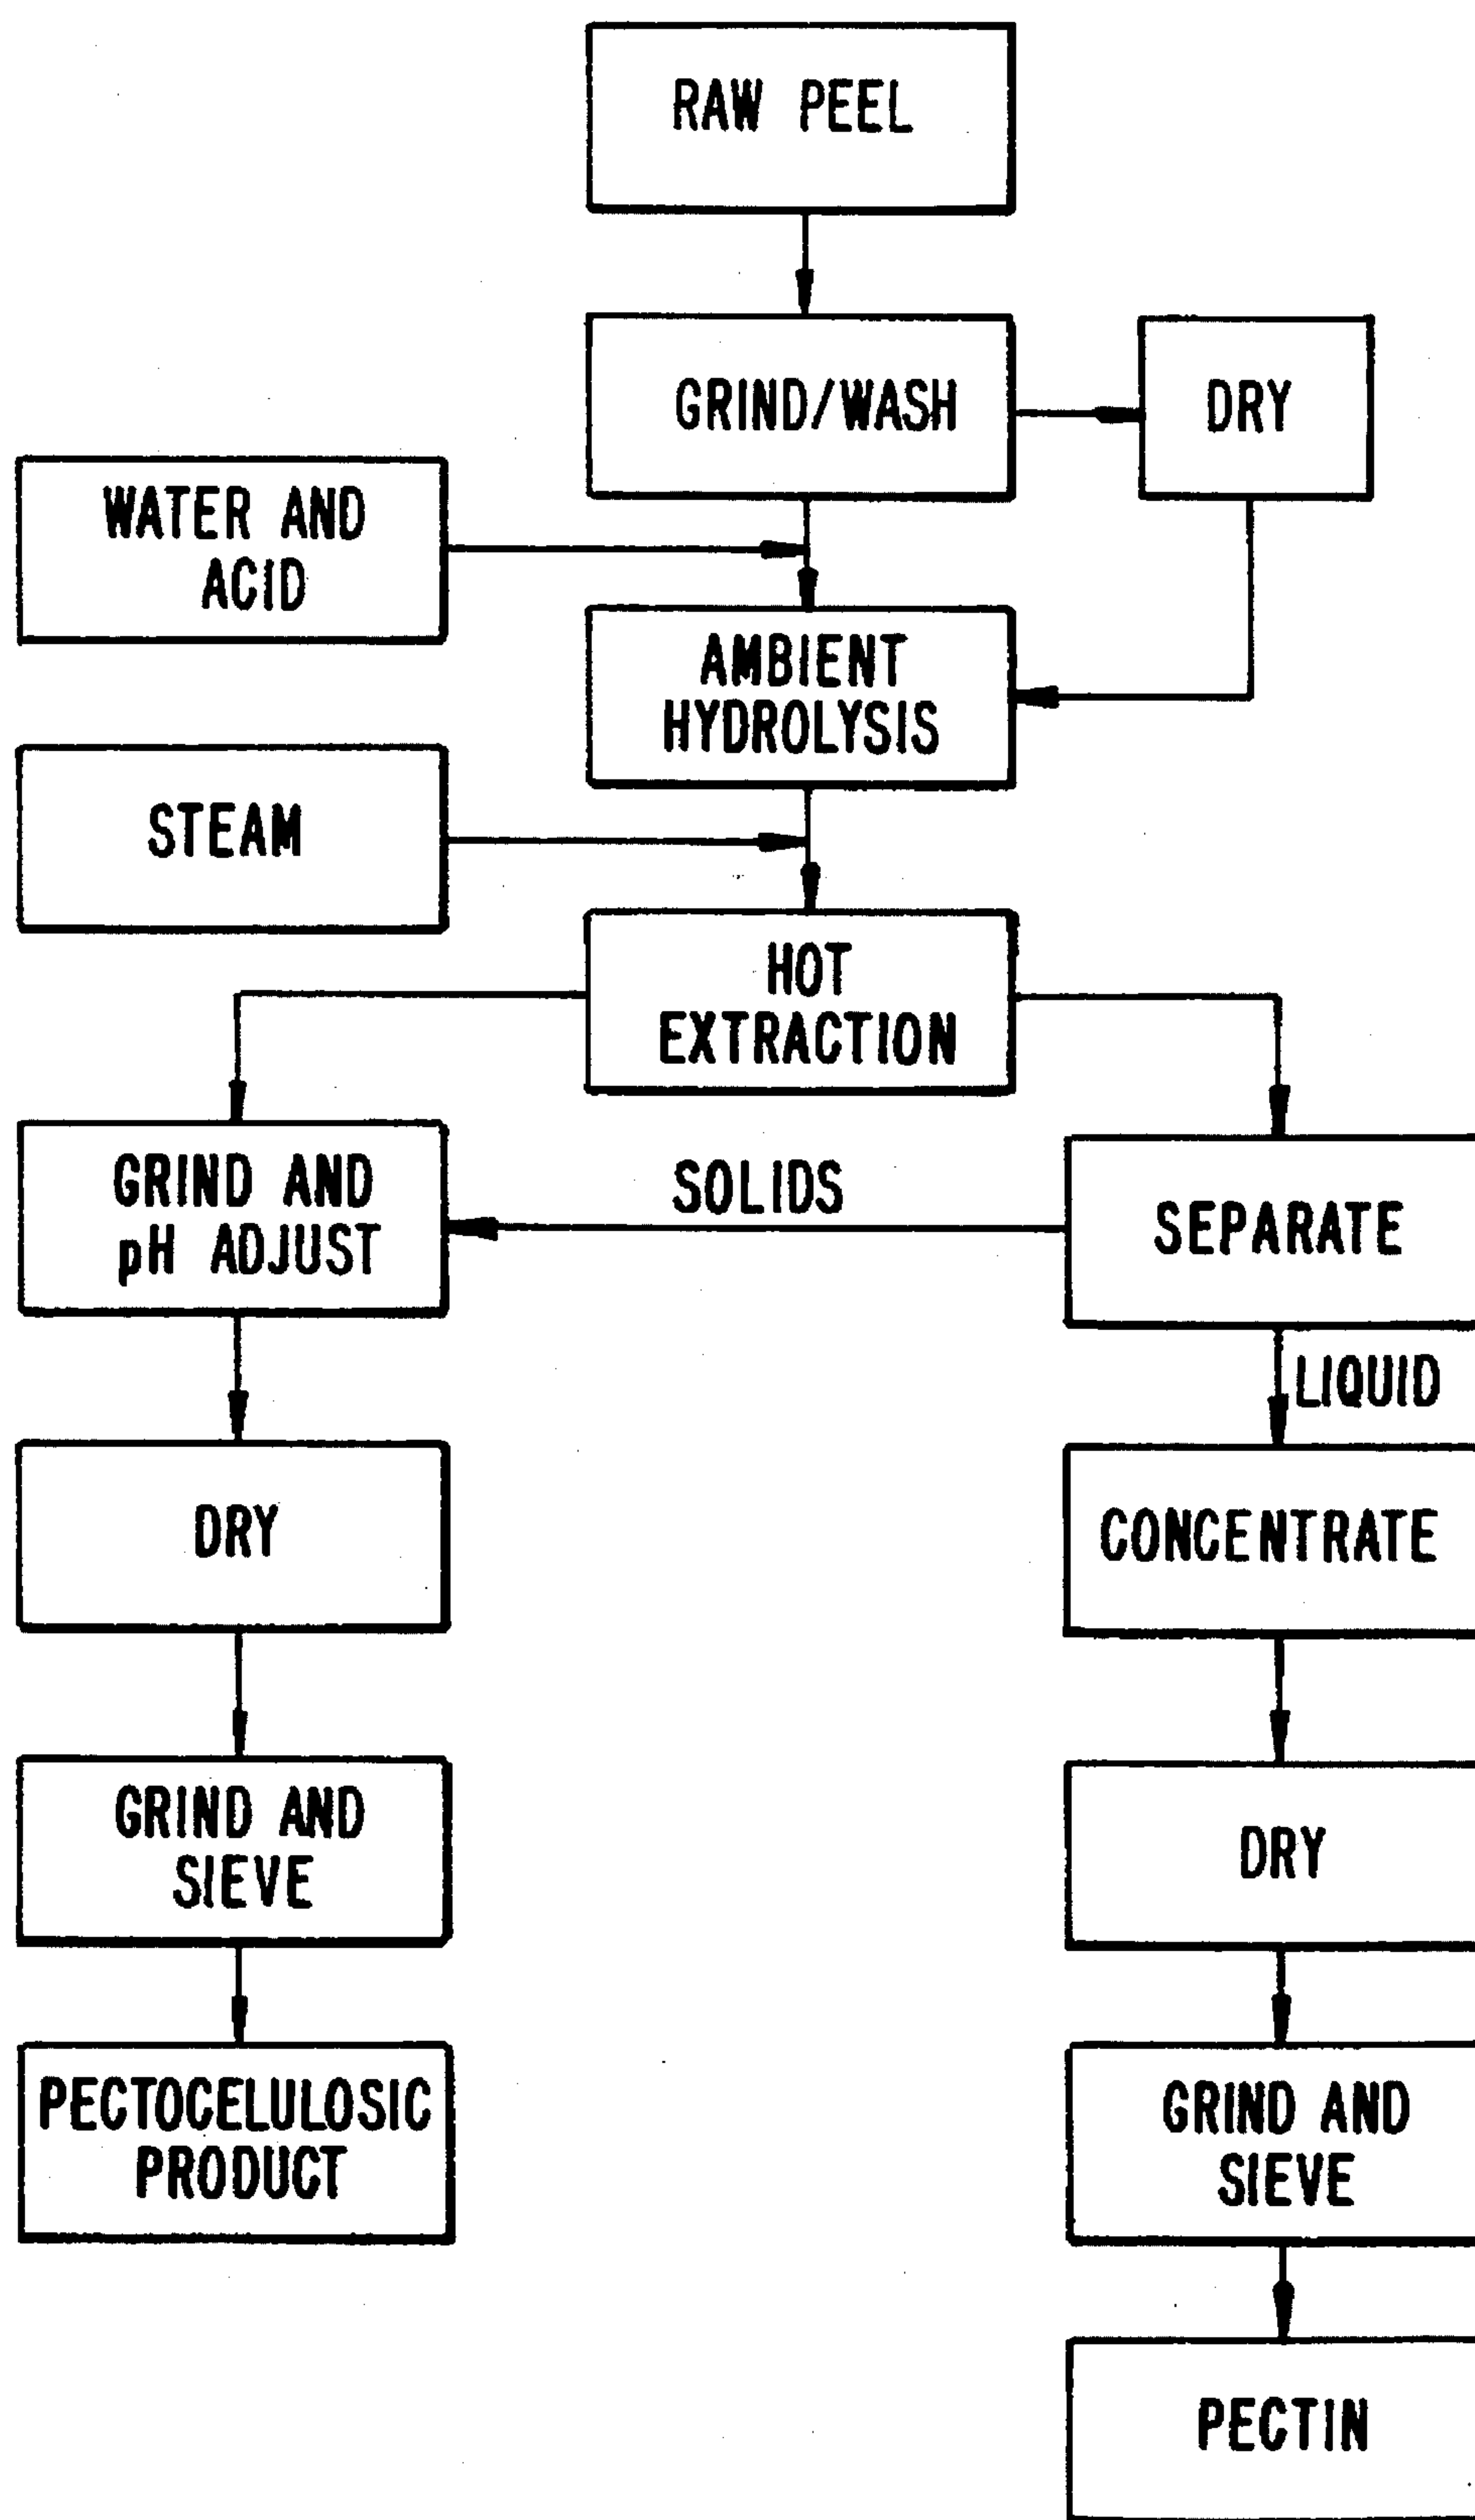 RAW PEEL
GRIND/WASH
DRY
WATER AND
ACID
AMBIENT
HYDROLYSIS
STEAM
HOT
EXTRACTION
GRIND AND
pH ADJUST
SOLIDS
SEPARATE
LIQUID
DRY
CONCENTRATE
GRIND AND
SIEVE
DRY
PECTOCELULOSIC
PRODUCT
GRIND AND
SIEVE
PECTIN